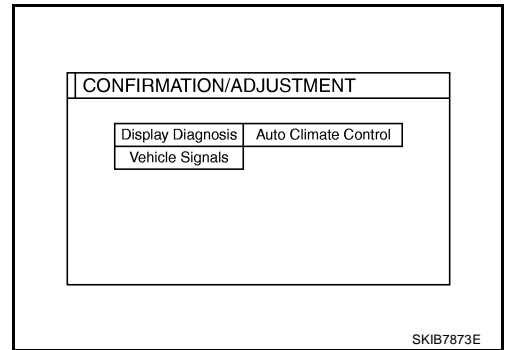 CONFIRMATION/ADJUSTMENT
Display Diagnosis Auto Climate Control
Vehicle Signals
SKIB7873E